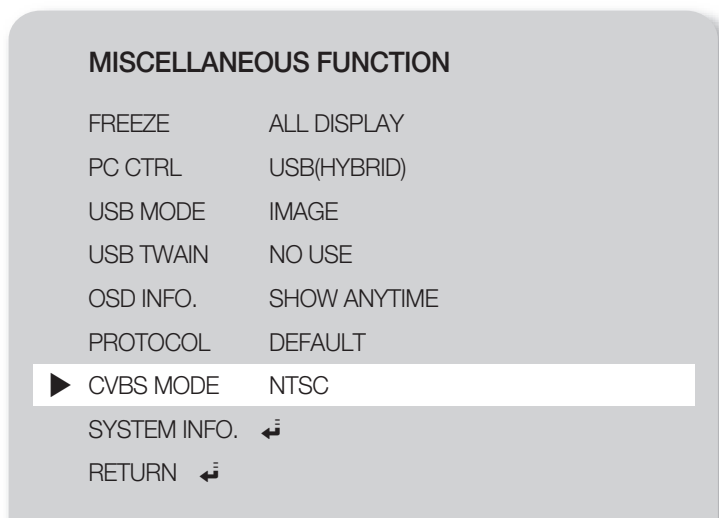 MISCELLANEOUS FUNCTION
FREEZE ALL DISPLAY
PC CTRL USB(HYBRID)
USB MODE IMAGE
USB TWAIN NO USE
OSD INFO. SHOW ANYTIME
PROTOCOL DEFAULT
CVBS MODE NTSC
SYSTEM INFO.
RETURN